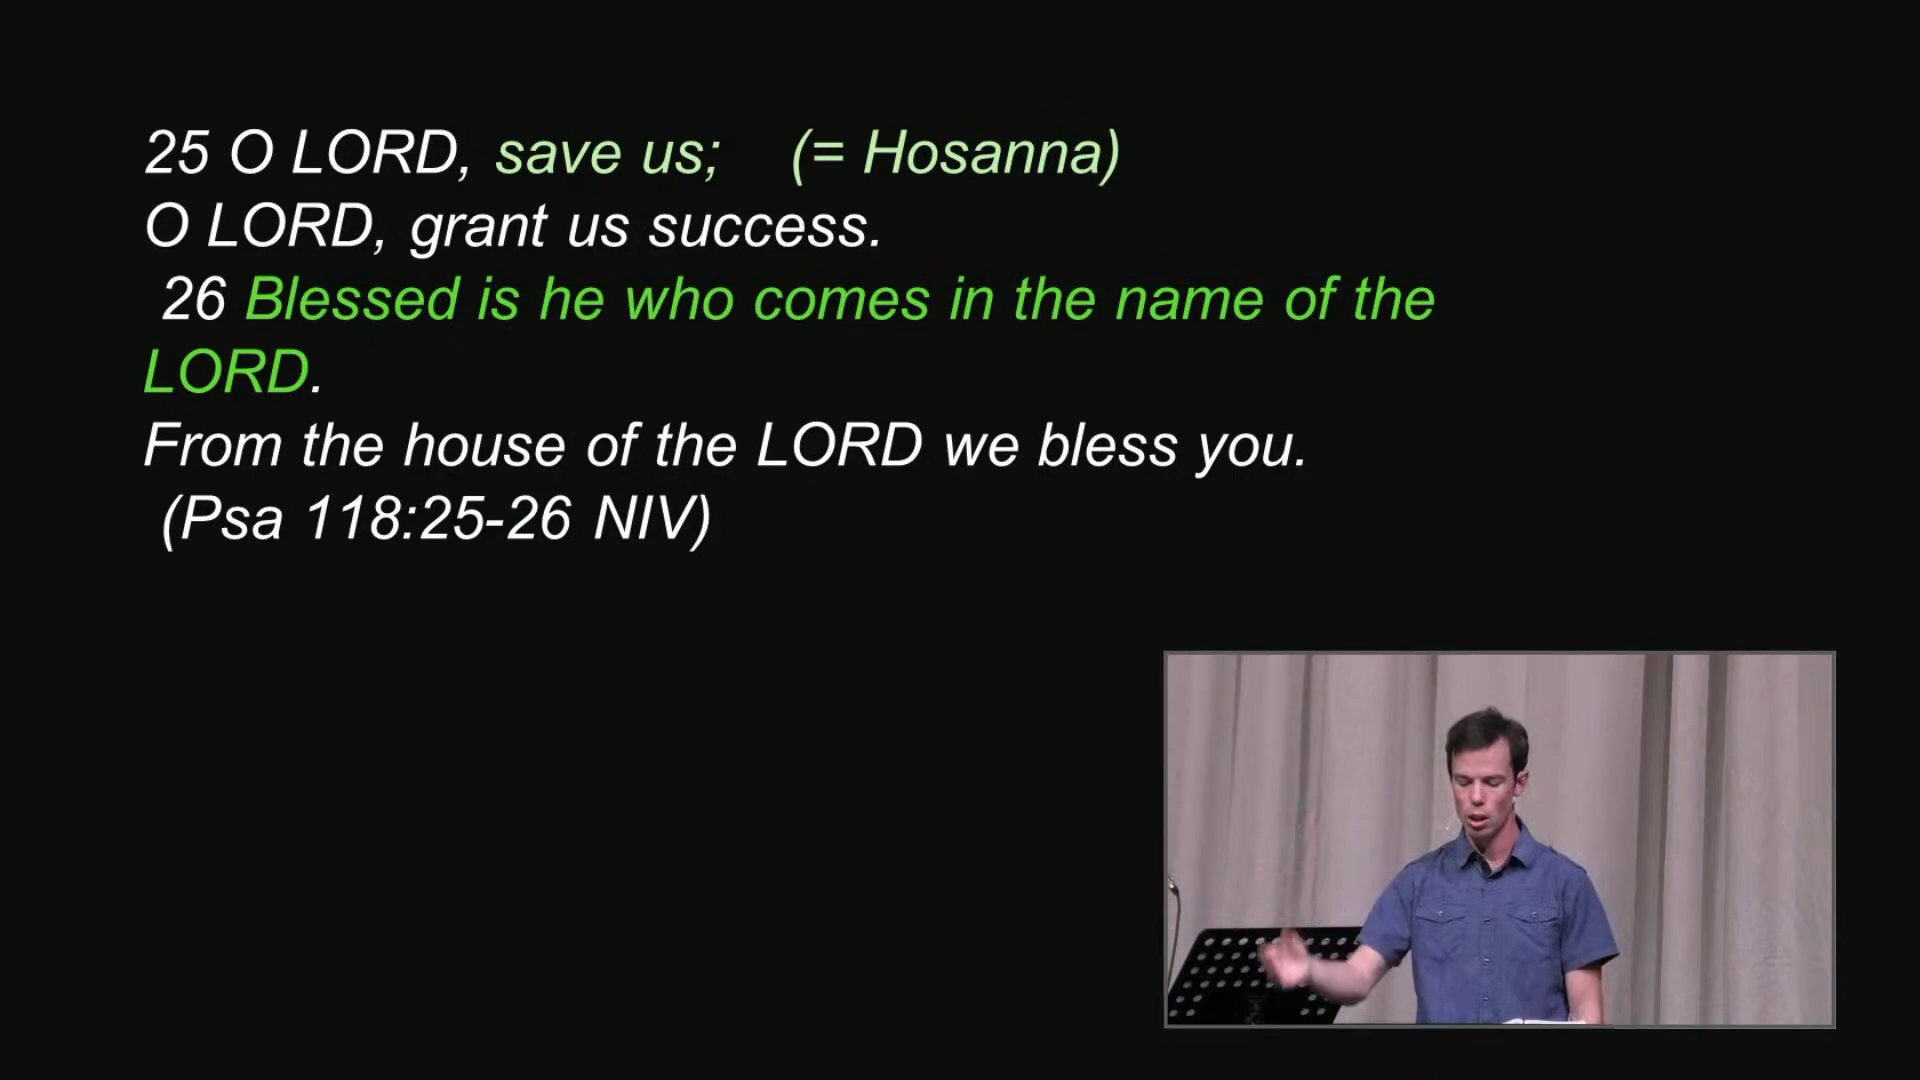 25 O LORD, save us; (= Hosanna)
O LORD, grant us success.
26 Blessed is he who comes in the name of the
LORD.
From the house of the LORD we bless you.
(Psa 118:25-26 NIV)